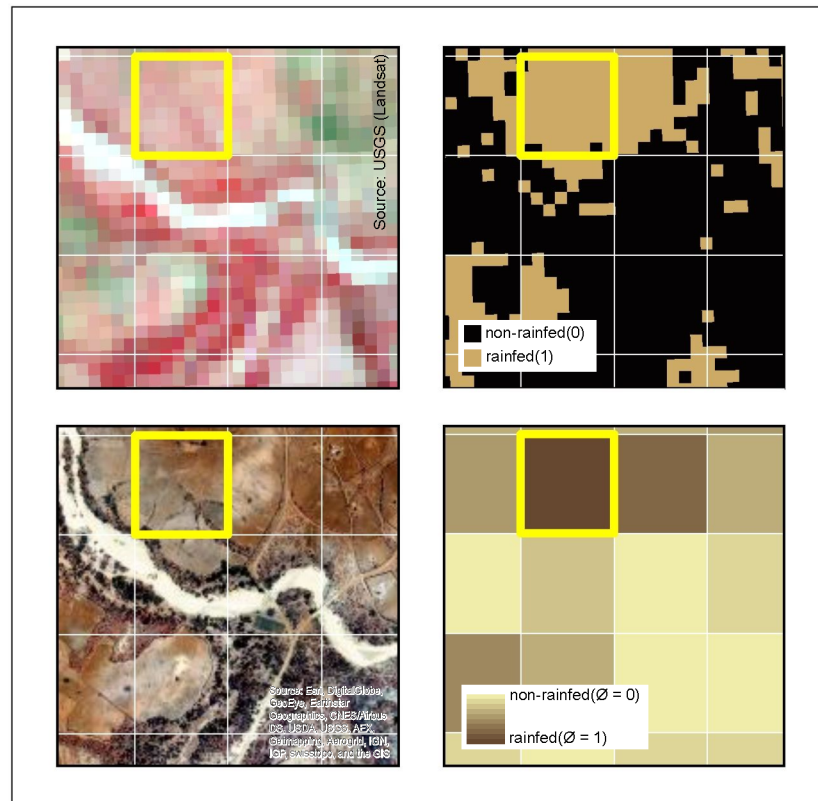 Source: USGS (Landsat)
non-rainfed(0)
rainfed(1)
Source: Esri, DigitalGlobe,
GeoEye, Earthstar
Geographics, CNES/Airbus
DS, USDA, USGS, AEX,
Getmapping, Aerogrid, IGN,
IGP, swisstopo, and the GIS
non-rainfed(Ø = 0)
rainfed(Ø = 1)